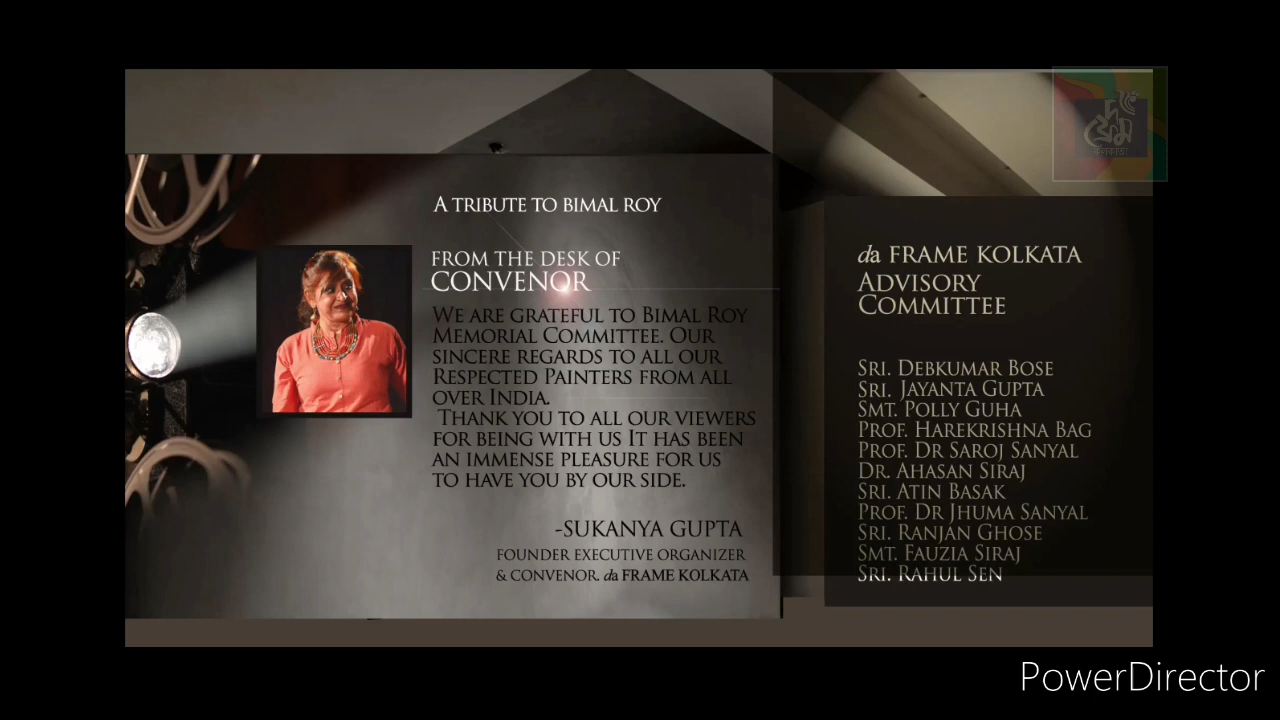 A TRIBUTE TO BIMAL ROY
FROM THE DESK OF
CONVENOR
WE ARE GRATEFUL TO BIMAL ROY
MEMORIAL COMMITTEE. OUR
SINCERE REGARDS TO ALL OUR
RESPECTED PAINTERS FROM ALL
OVER INDIA.
THANK YOU TO ALL OUR VIEWERS
FOR BEING WITH US IT HAS BEEN
AN IMMENSE PLEASURE FOR US
TO HAVE YOU BY OUR SIDE.
-SUKANYA GUPTA
FOUNDER EXECUTIVE ORGANIZER
& CONVENOR. da FRAME KOLKATA
da FRAME KOLKATA
ADVISORY
COMMITTEE
SRI. DEBKUMAR BOSE
SRI. JAYANTA GUPTA
SMT. POLLY GUHA
PROF. HAREKRISHNA BAG
PROF. DR SAROJ SANYAL
DR. AHASAN SIRAJ
SRI. ATIN BASAK
PROF. DR JHUMA SANYAL
SRI. RANJAN GHOSE
SMT. FAUZIA SIRAJ
SRI. RAHUL SEN
দ্য
ফ্রেম
কলকাতা
PowerDirector